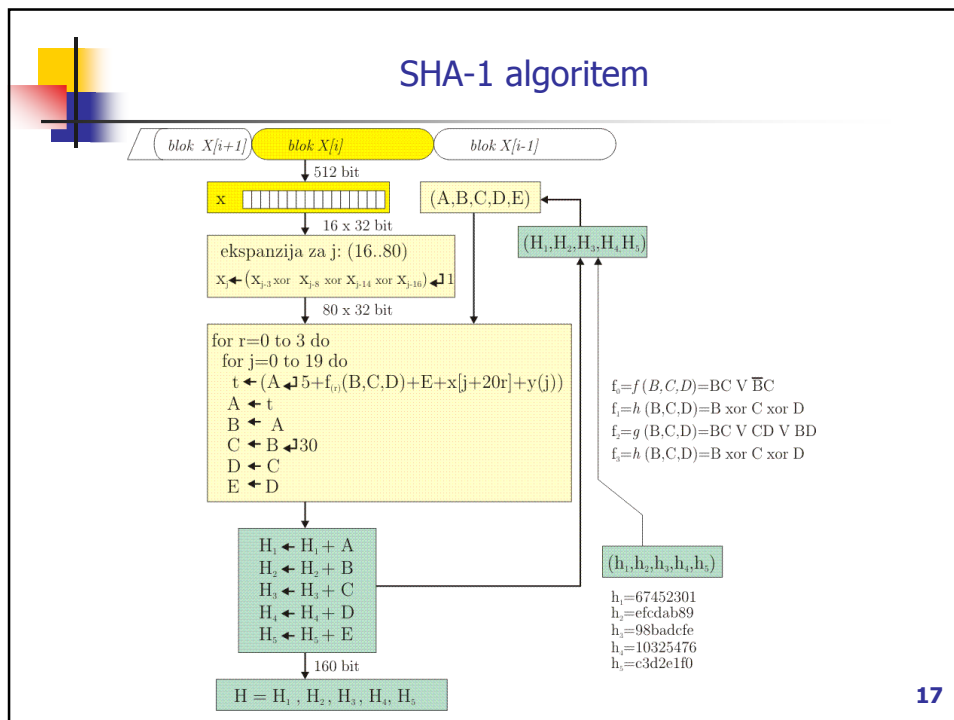 SHA-1 algoritem
blok X[i+1] blok X[i] blok X[i-1]
512 bit
x
(A,B,C,D,E)
(H₁,H₂,H₃,H₄,H₅)
16 x 32 bit
ekspanzija za j: (16..80)
xⱼ←(xⱼ₋₃ xor xⱼ₋₈ xor xⱼ₋₁₄ xor xⱼ₋₁₆) ↲ 1
80 x 32 bit
for r=0 to 3 do
for j=0 to 19 do
t ← (A ↲ 5+f₍ₜ₎(B,C,D)+E+x[j+20r]+y(j))
A ← t
B ← A
C ← B ↲ 30
D ← C
E ← D
f₀=f (B,C,D)=BC V B̅C
f₁=h (B,C,D)=B xor C xor D
f₂=g (B,C,D)=BC V CD V BD
f₃=h (B,C,D)=B xor C xor D
H₁ ← H₁ + A
H₂ ← H₂ + B
H₃ ← H₃ + C
H₄ ← H₄ + D
H₅ ← H₅ + E
(h₁,h₂,h₃,h₄,h₅)
h₁=67452301
h₂=efcdab89
h₃=98badcfe
h₄=10325476
h₅=c3d2e1f0
160 bit
H = H₁ , H₂ , H₃ , H₄, H₅
17